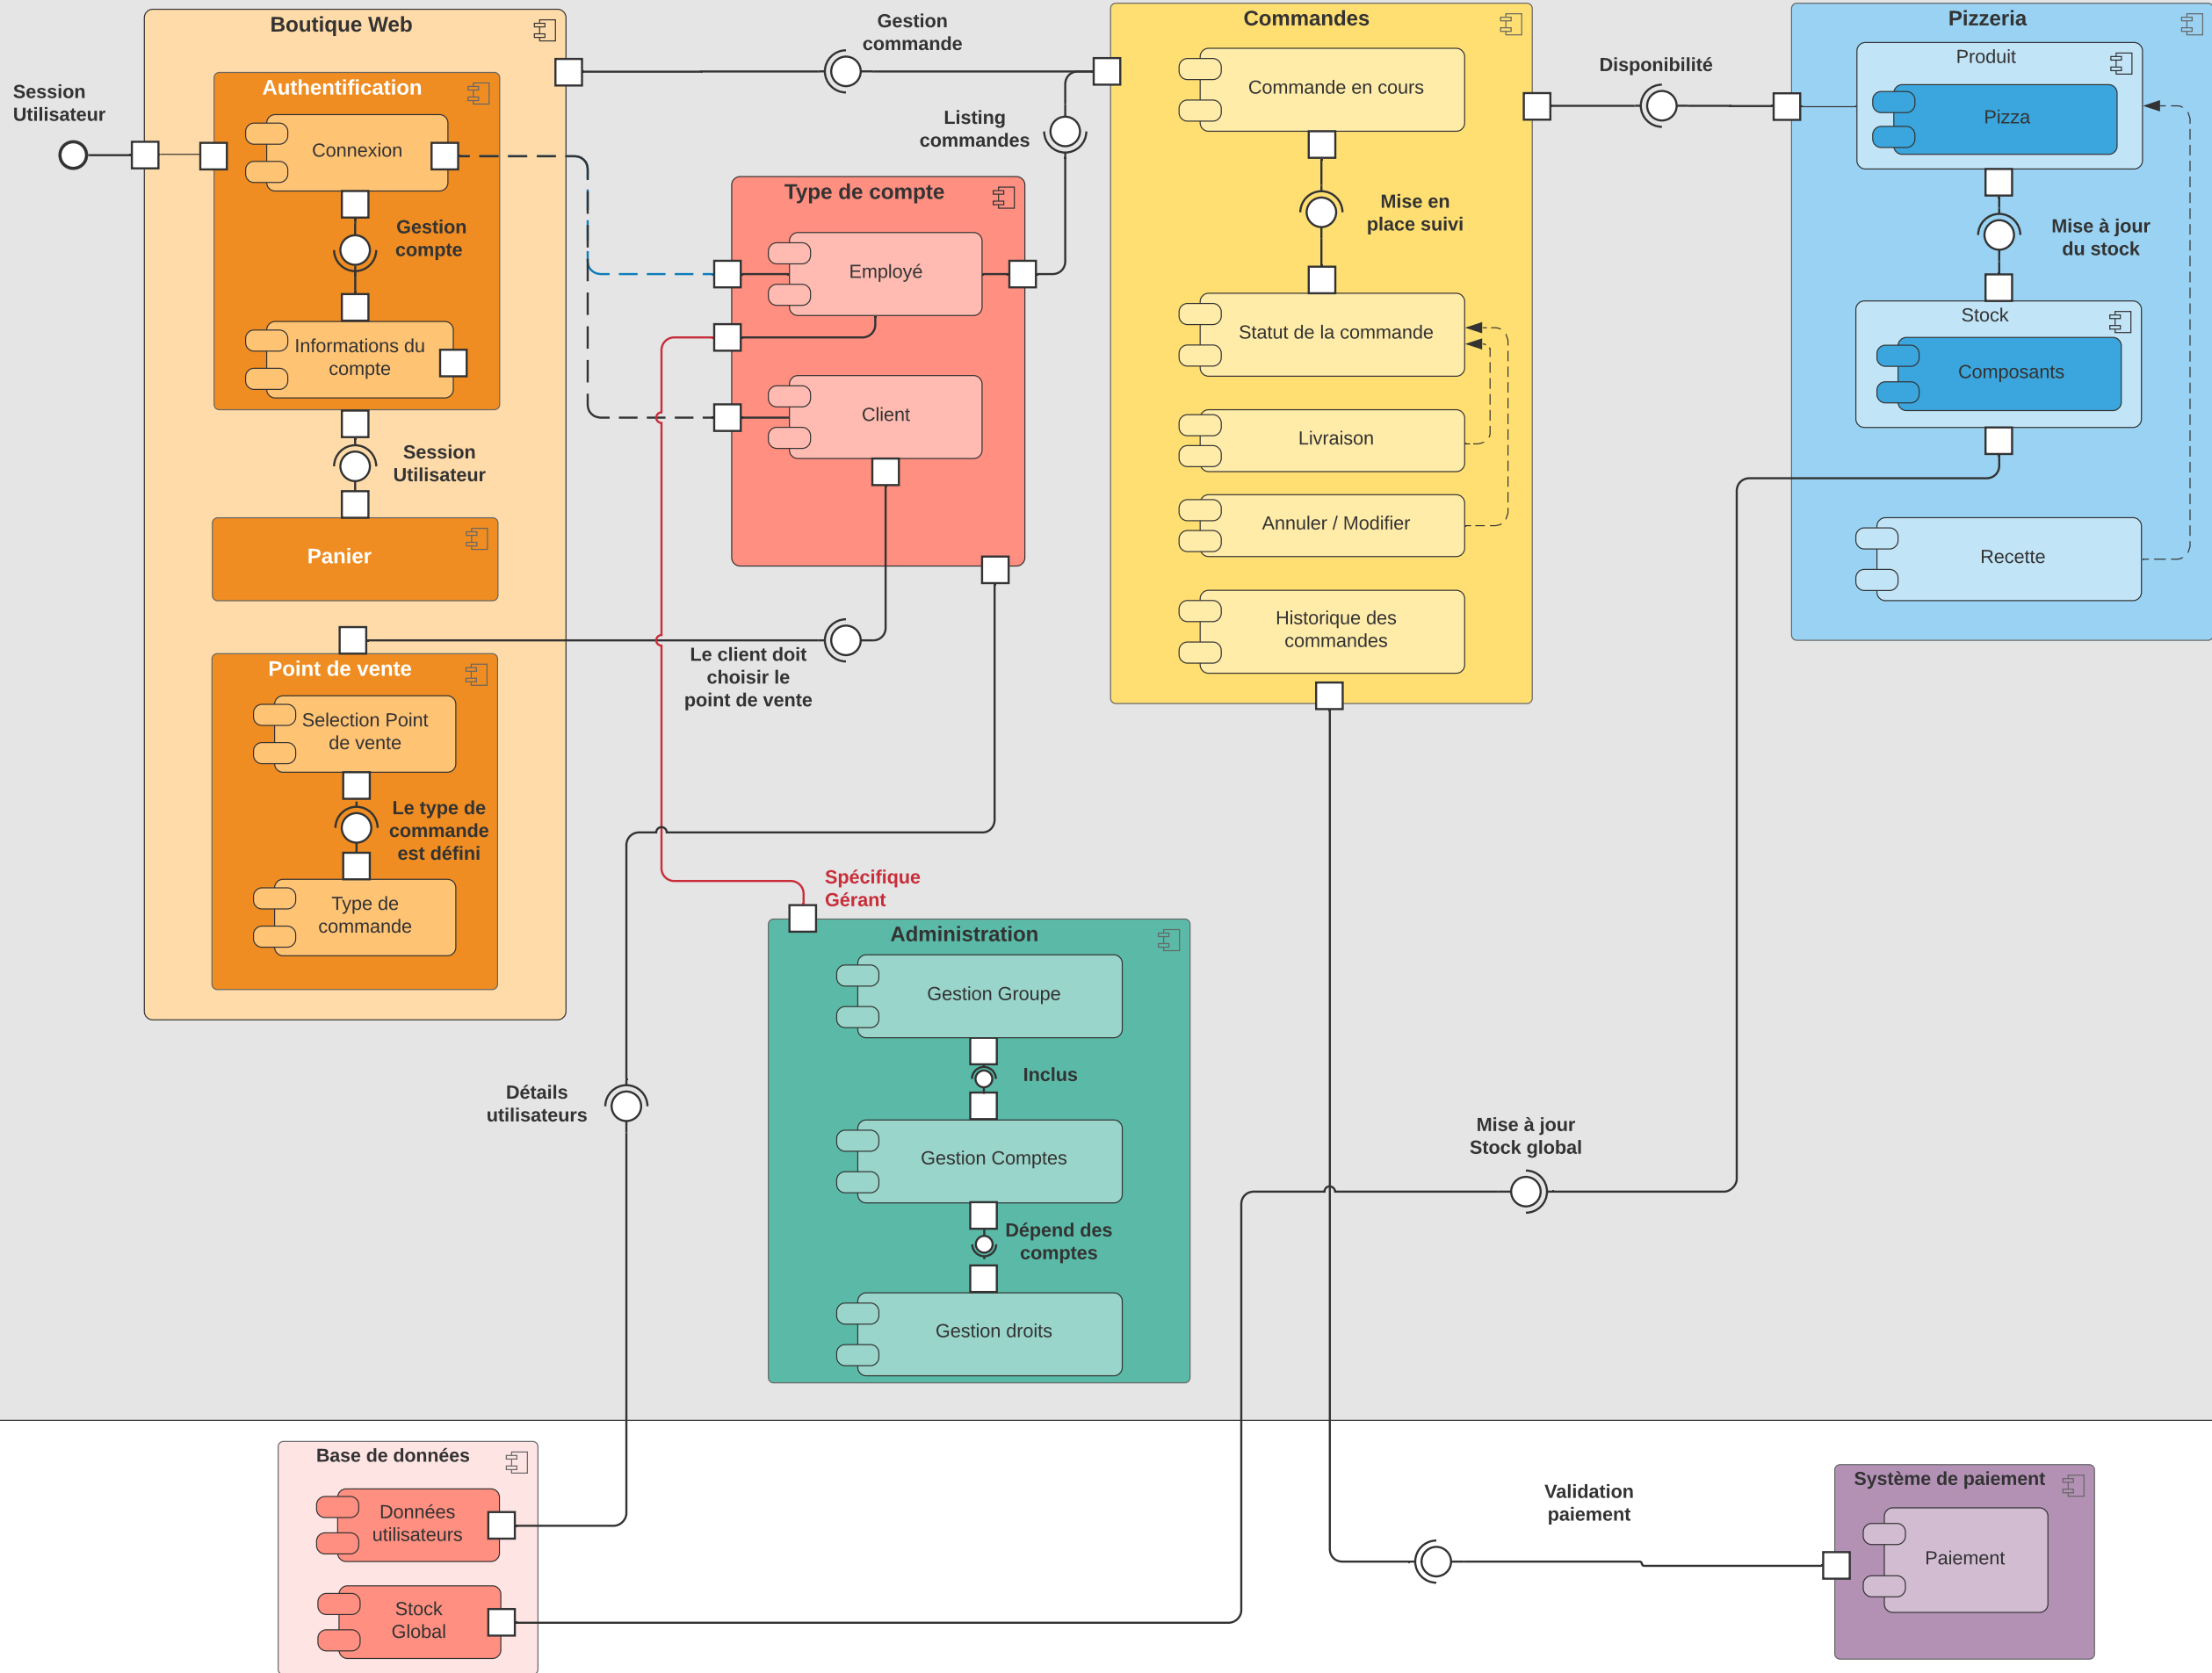 Boutique Web
Session
Utilisateur
Authentification
Connexion
Gestion
compte
Informations du
compte
Session
Utilisateur
Panier
Point de vente
Selection Point
de vente
Le type de
commande
est défini
Type de
commande
Gestion
commande
Listing
commandes
Type de compte
Employé
Client
Le client doit
choisir le
point de vente
Commandes
Commande en cours
Mise en
place suivi
Statut de la commande
Livraison
Annuler / Modifier
Historique des
commandes
Disponibilité
Pizzeria
Produit
Pizza
Mise à jour
du stock
Stock
Composants
Recette
Spécifique
Gérant
Administration
Gestion Groupe
Inclus
Gestion Comptes
Dépend des
comptes
Gestion droits
Détails
utilisateurs
Mise à jour
Stock global
Base de données
Données
utilisateurs
Stock
Global
Validation
paiement
Système de paiement
Paiement